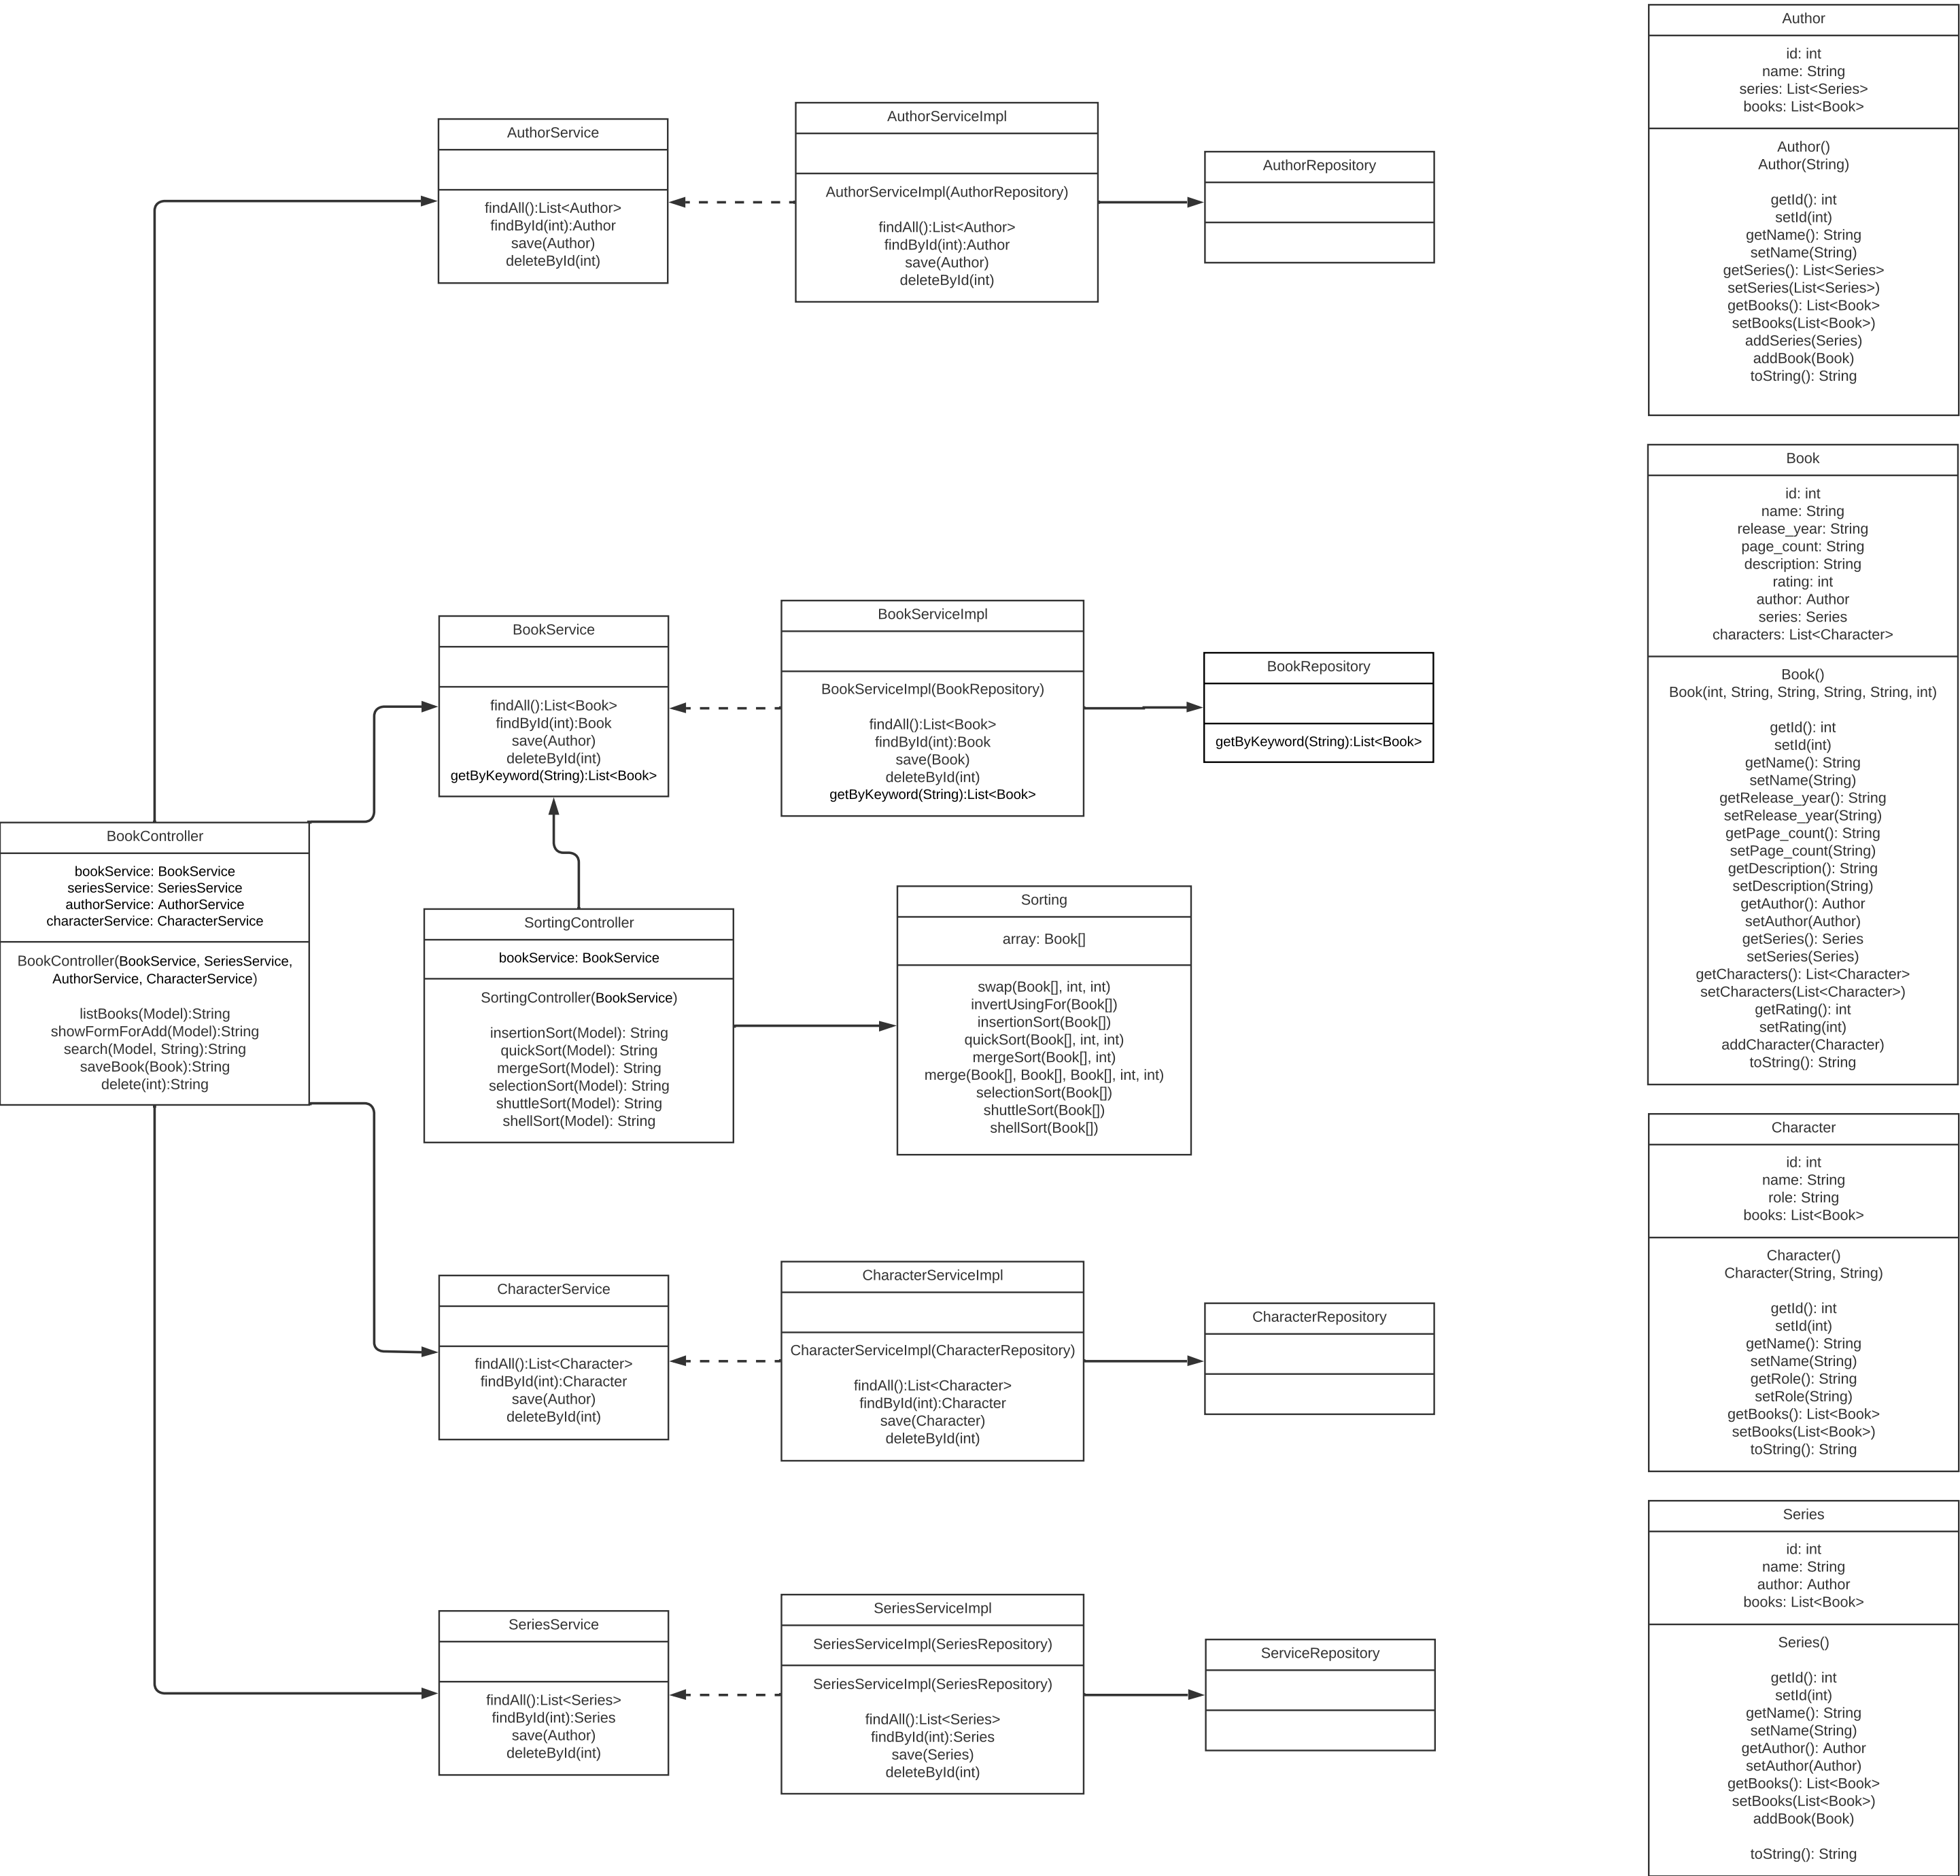 Author
id: int
name: String
series: List<Series>
books: List<Book>
Author()
Author(String)
getId(): int
setId(int)
getName(): String
setName(String)
getSeries(): List<Series>
setSeries(List<Series>)
getBooks(): List<Book>
setBooks(List<Book>)
addSeries(Series)
addBook(Book)
toString(): String
AuthorService
findAll():List<Author>
findById(int):Author
save(Author)
deleteById(int)
AuthorServiceImpl
AuthorServiceImpl(AuthorRepository)
findAll():List<Author>
findById(int):Author
save(Author)
deleteById(int)
AuthorRepository
Book
id: int
name: String
release_year: String
page_count: String
description: String
rating: int
author: Author
series: Series
characters: List<Character>
Book()
Book(int, String, String, String, String, int)
getId(): int
setId(int)
getName(): String
setName(String)
getRelease_year(): String
setRelease_year(String)
getPage_count(): String
setPage_count(String)
getDescription(): String
setDescription(String)
getAuthor(): Author
setAuthor(Author)
getSeries(): Series
setSeries(Series)
getCharacters(): List<Character>
setCharacters(List<Character>)
getRating(): int
setRating(int)
addCharacter(Character)
toString(): String
BookService
findAll():List<Book>
findById(int):Book
save(Author)
deleteById(int)
getByKeyword(String):List<Book>
BookServiceImpl
BookServiceImpl(BookRepository)
findAll():List<Book>
findById(int):Book
save(Book)
deleteById(int)
getByKeyword(String):List<Book>
BookRepository
getByKeyword(String):List<Book>
BookController
bookService: BookService
seriesService: SeriesService
authorService: AuthorService
characterService: CharacterService
BookController(BookService, SeriesService,
AuthorService, CharacterService)
listBooks(Model):String
showFormForAdd(Model):String
search(Model, String):String
saveBook(Book):String
delete(int):String
SortingController
bookService: BookService
SortingController(BookService)
insertionSort(Model): String
quickSort(Model): String
mergeSort(Model): String
selectionSort(Model): String
shuttleSort(Model): String
shellSort(Model): String
Sorting
array: Book[]
swap(Book[], int, int)
invertUsingFor(Book[])
insertionSort(Book[])
quickSort(Book[], int, int)
mergeSort(Book[], int)
merge(Book[], Book[], Book[], int, int)
selectionSort(Book[])
shuttleSort(Book[])
shellSort(Book[])
Character
id: int
name: String
role: String
books: List<Book>
Character()
Character(String, String)
getId(): int
setId(int)
getName(): String
setName(String)
getRole(): String
setRole(String)
getBooks(): List<Book>
setBooks(List<Book>)
toString(): String
CharacterService
findAll():List<Character>
findById(int):Character
save(Author)
deleteById(int)
CharacterServiceImpl
CharacterServiceImpl(CharacterRepository)
findAll():List<Character>
findById(int):Character
save(Character)
deleteById(int)
CharacterRepository
Series
id: int
name: String
author: Author
books: List<Book>
Series()
getId(): int
setId(int)
getName(): String
setName(String)
getAuthor(): Author
setAuthor(Author)
getBooks(): List<Book>
setBooks(List<Book>)
addBook(Book)
toString(): String
SeriesService
findAll():List<Series>
findById(int):Series
save(Author)
deleteById(int)
SeriesServiceImpl
SeriesServiceImpl(SeriesRepository)
SeriesServiceImpl(SeriesRepository)
findAll():List<Series>
findById(int):Series
save(Series)
deleteById(int)
ServiceRepository